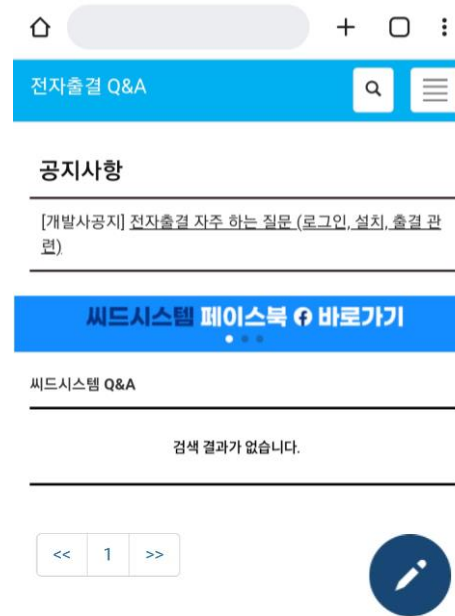 전자출결 Q&A
공지사항
[개발사공지] 전자출결 자주 하는 질문 (로그인, 설치, 출결 관
련)
씨드시스템 페이스북 바로가기
씨드시스템 Q&A
검색 결과가 없습니다.
<< 1 >>